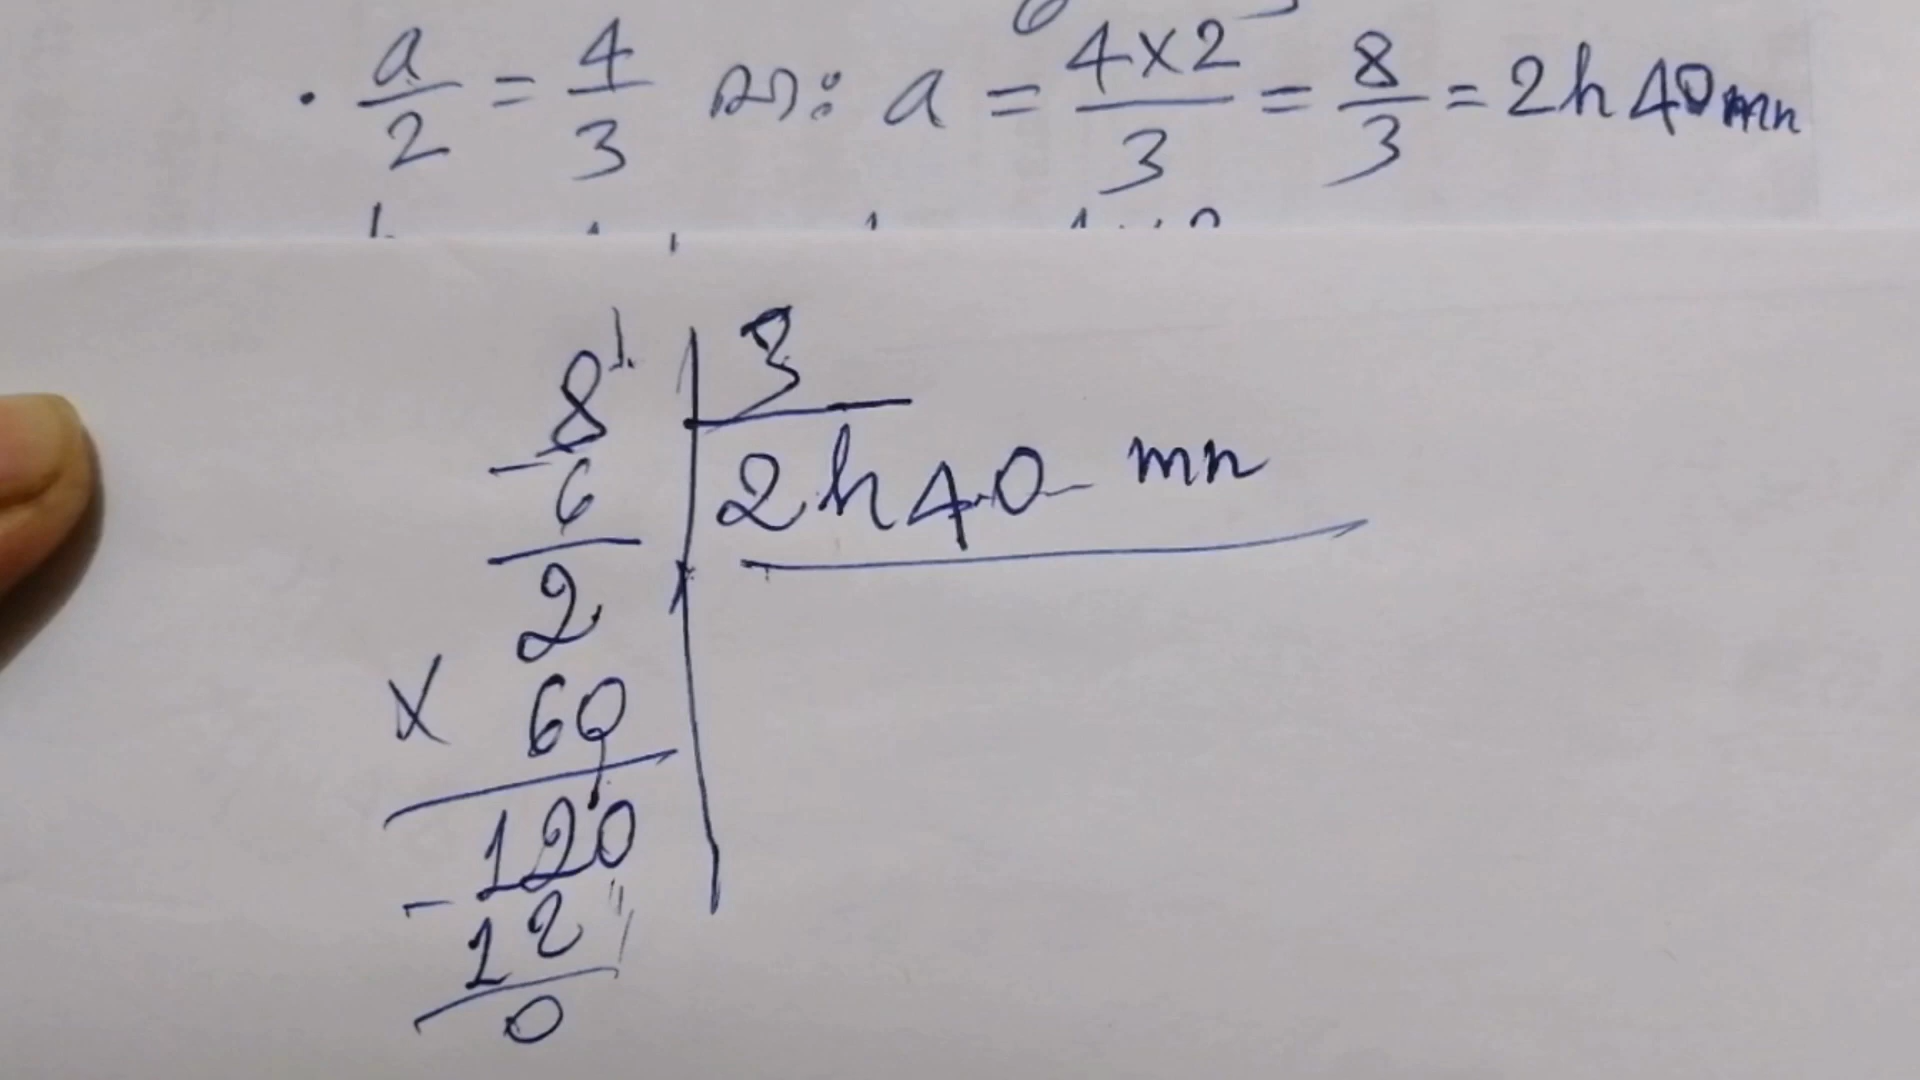 · a/2 = 4/3 នោះ a = 4×2/3 = 8/3 = 2h 40mn
8 | 3
- 6 | 2h 40 mn
2
× 60
120
- 12
0